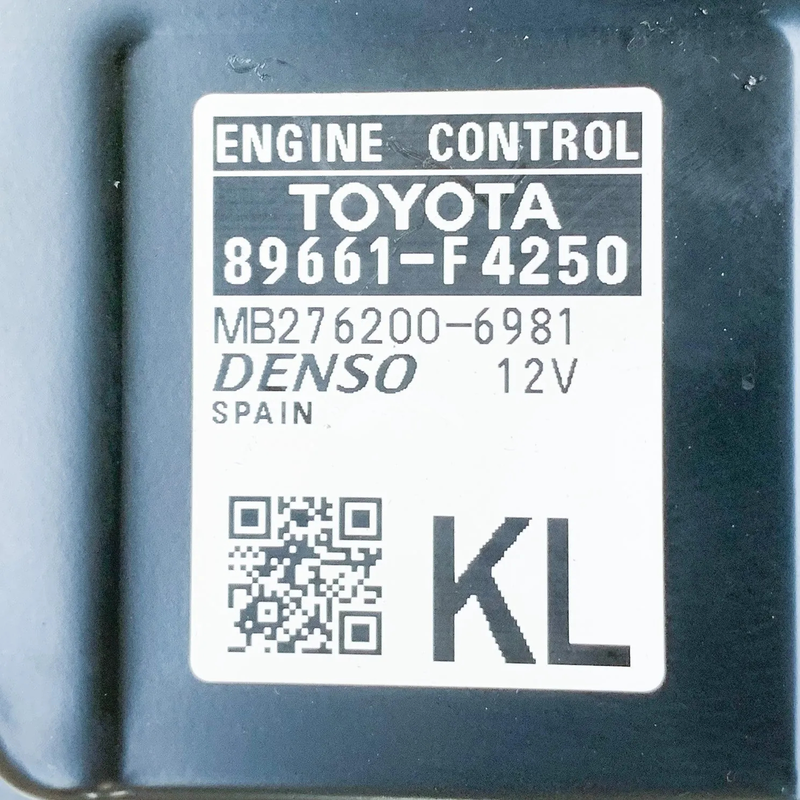 ENGINE CONTROL
TOYOTA
89661-F4250
MB276200-6981
DENSO 12V
SPAIN
KL